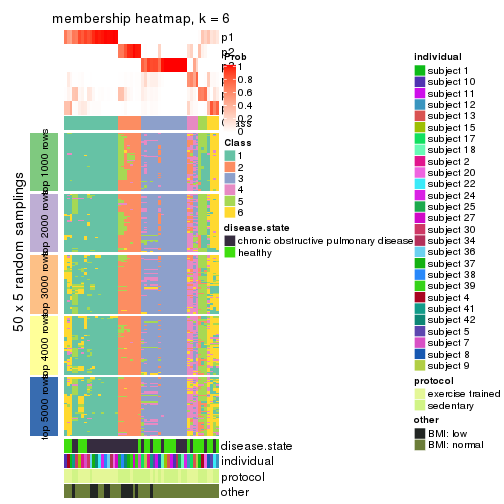 membership heatmap, k = 6
p1
p2
Prob
1
0.8
0.6
0.4
0.2
0
Class
1
2
3
4
5
6
50 x 5 random samplings
top 1000 rows
top 2000 rows
top 3000 rows
top 4000 rows
top 5000 rows
disease.state
chronic obstructive pulmonary disease
healthy
disease.state
individual
protocol
other
individual
subject 1
subject 10
subject 11
subject 12
subject 13
subject 15
subject 17
subject 18
subject 2
subject 20
subject 22
subject 24
subject 25
subject 27
subject 30
subject 34
subject 36
subject 37
subject 38
subject 39
subject 4
subject 41
subject 42
subject 5
subject 7
subject 8
subject 9
protocol
exercise trained
sedentary
other
BMI: low
BMI: normal